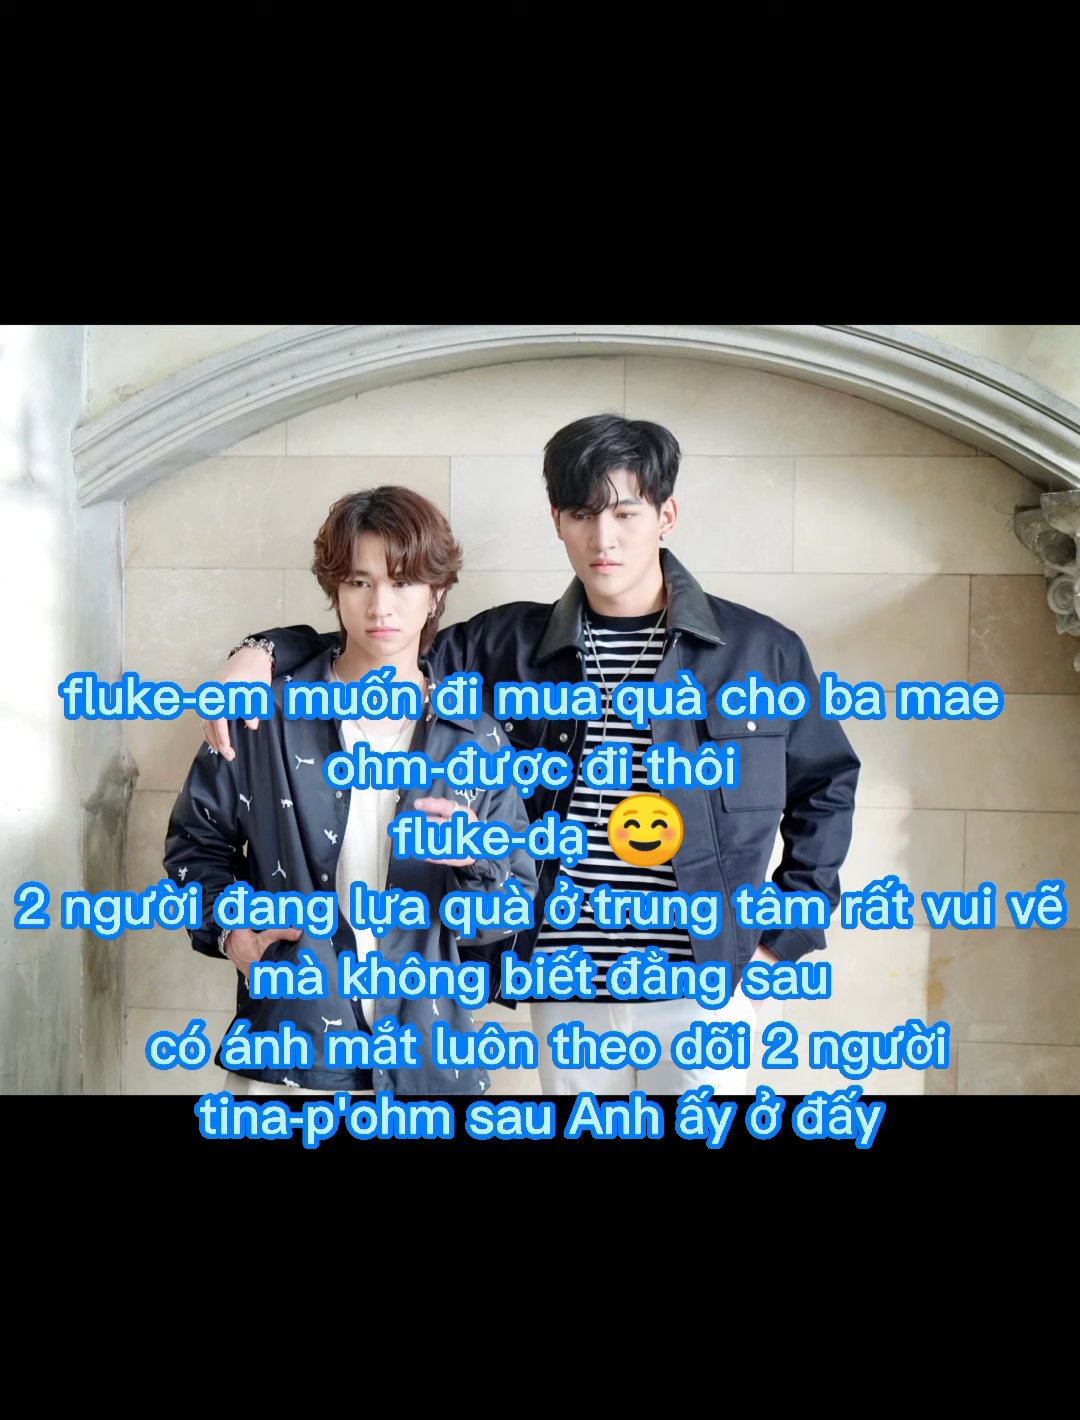 fluke-em muốn đi mua quà cho ba mae
ohm-được đi thôi
fluke-dạ ☺️
2 người đang lựa quà ở trung tâm rất vui vẽ
mà không biết đằng sau
có ánh mắt luôn theo dõi 2 người
tina-p'ohm sau Anh ấy ở đấy